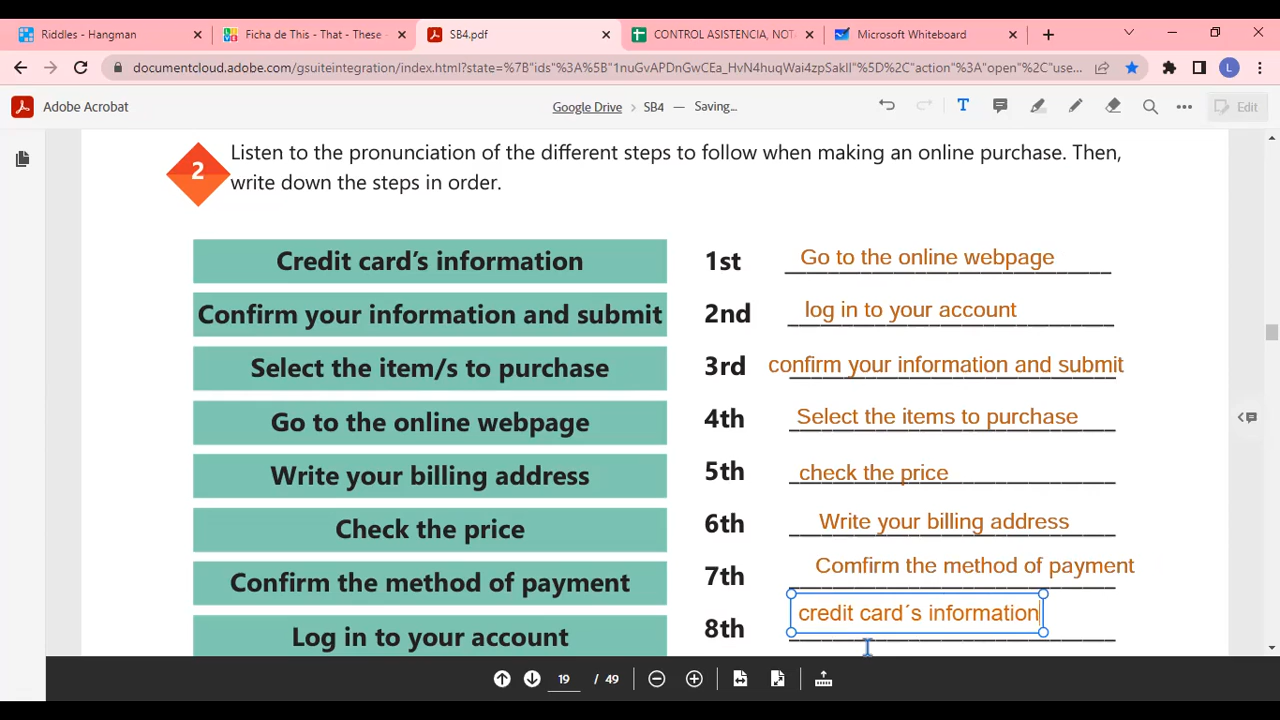 Riddles - Hangman
Ficha de This - That - These -
SB4.pdf
CONTROL ASISTENCIA, NOT
Microsoft Whiteboard
documentcloud.adobe.com/gsuiteintegration/index.html?state=%7B"ids"%3A%5B"1nuGvAPDnGwCEa_HvN4huqWai4zpSakIl"%5D%2C"action"%3A"open"%2C"use...
L
Adobe Acrobat
Google Drive > SB4 — Saving...
Edit
2
Listen to the pronunciation of the different steps to follow when making an online purchase. Then,
write down the steps in order.
Credit card's information
1st Go to the online webpage
Confirm your information and submit
2nd log in to your account
Select the item/s to purchase
3rd confirm your information and submit
Go to the online webpage
4th Select the items to purchase
Write your billing address
5th check the price
Check the price
6th Write your billing address
Confirm the method of payment
7th Comfirm the method of payment
Log in to your account
8th credit card´s information
19 / 49